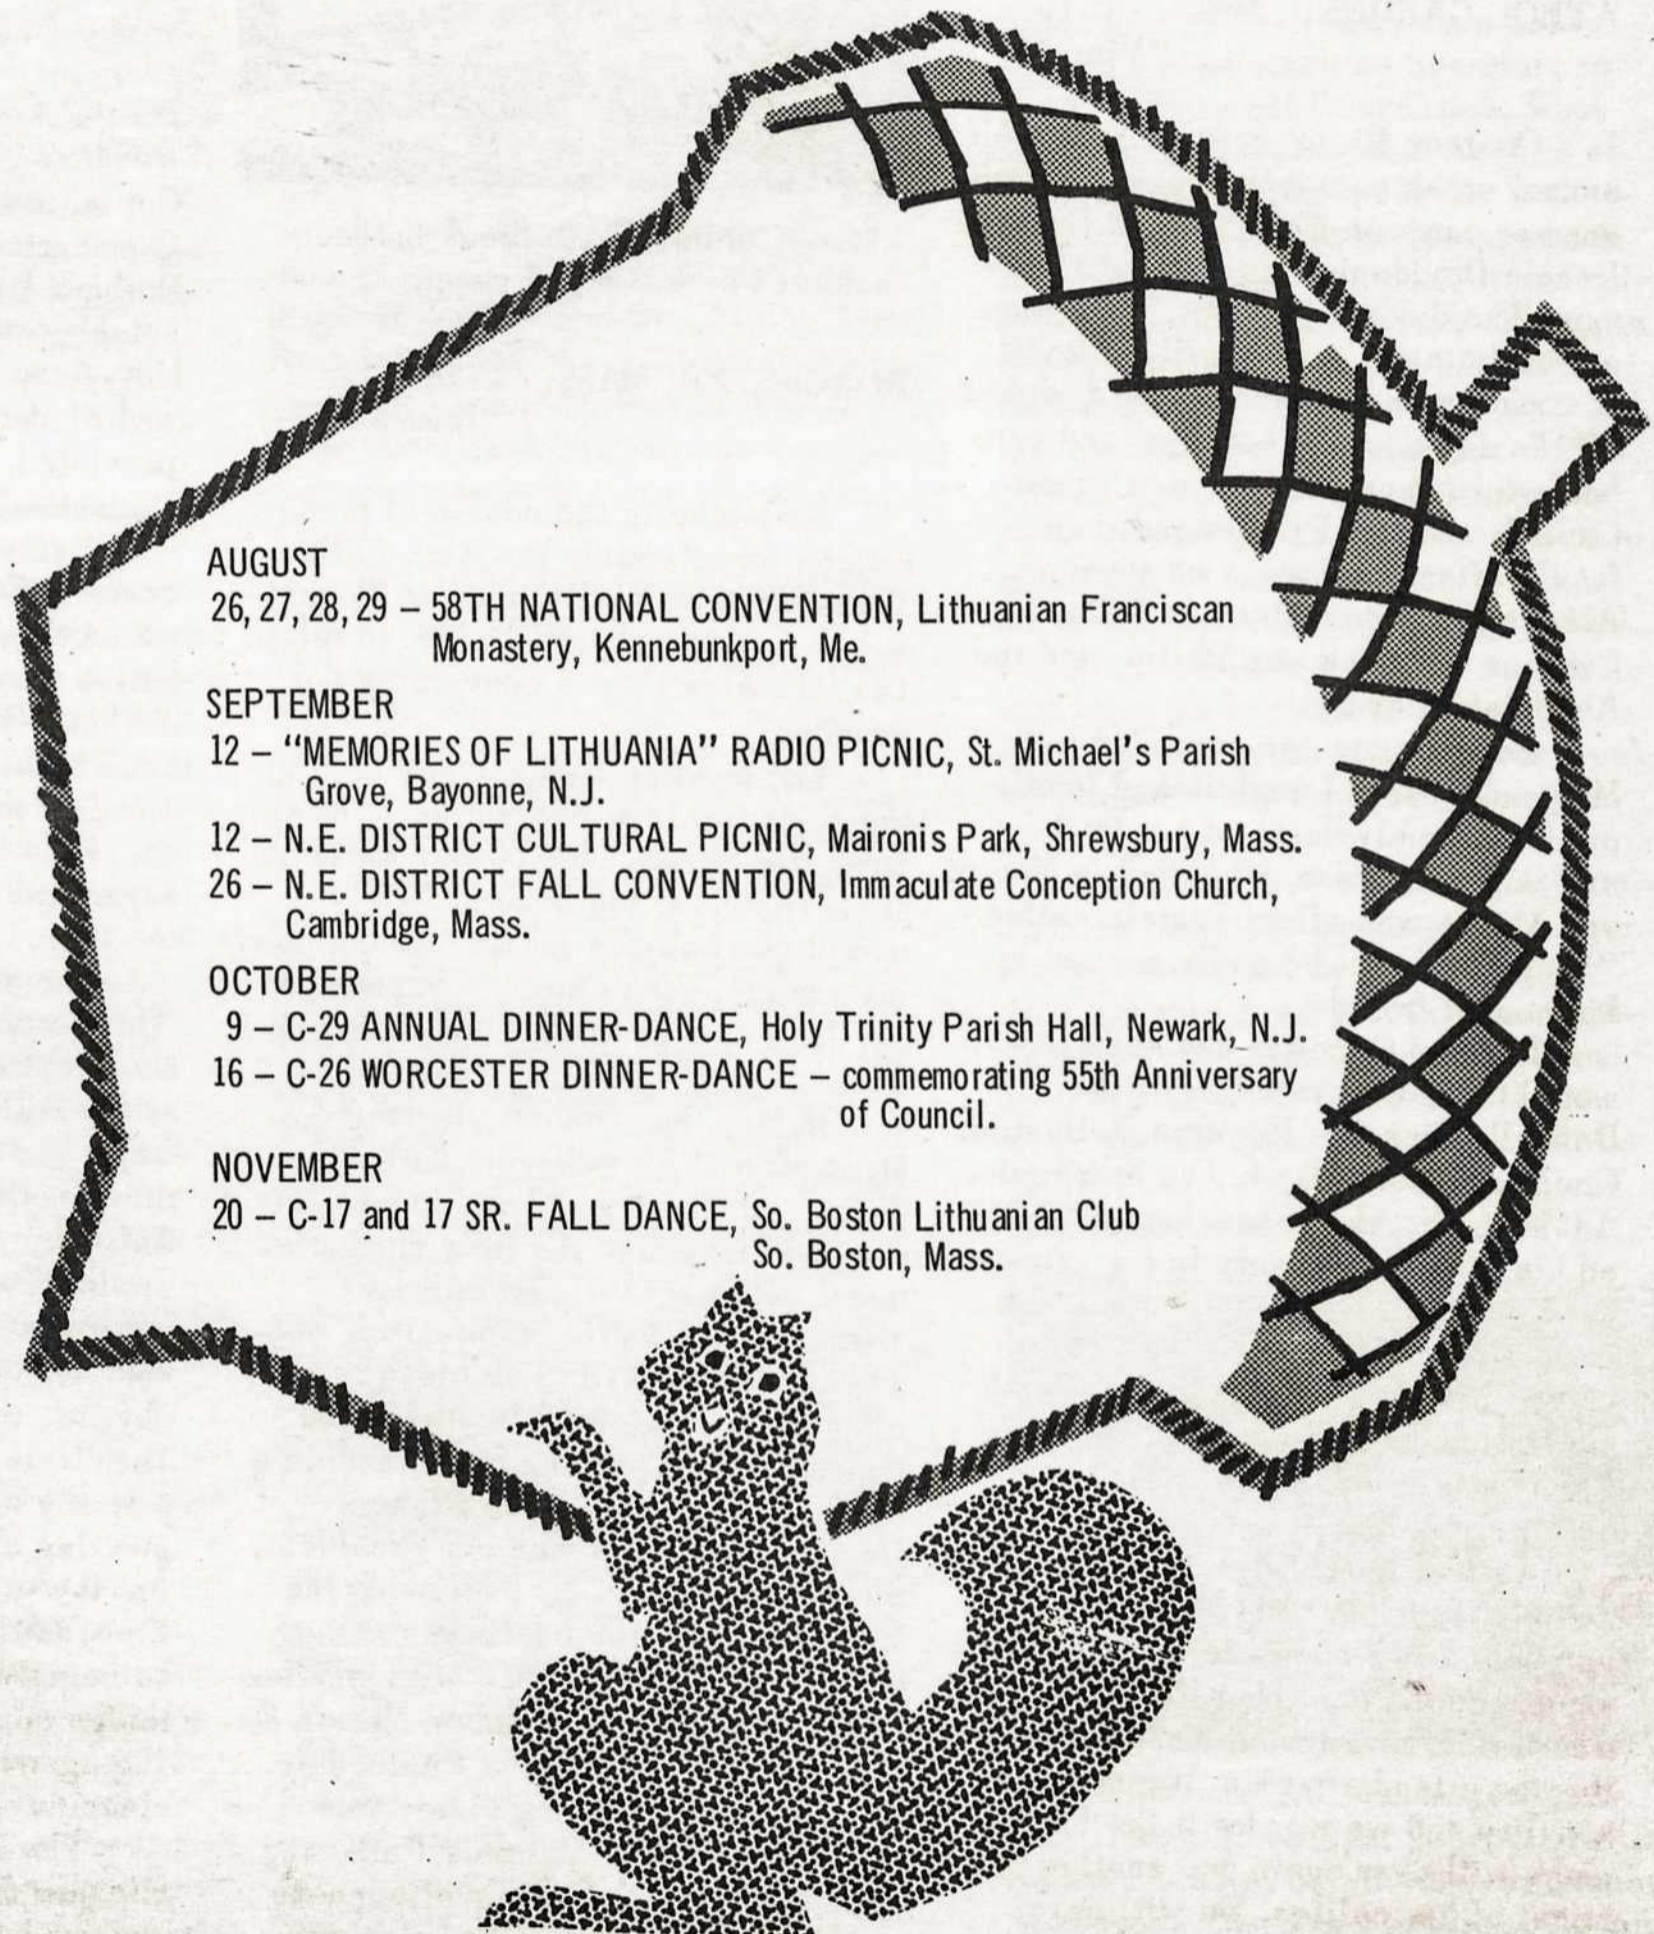 AUGUST
26, 27, 28, 29 – 58TH NATIONAL CONVENTION, Lithuanian Franciscan
Monastery, Kennebunkport, Me.
SEPTEMBER
12 – “MEMORIES OF LITHUANIA” RADIO PICNIC, St. Michael's Parish
Grove, Bayonne, N.J.
12 – N.E. DISTRICT CULTURAL PICNIC, Maironis Park, Shrewsbury, Mass.
26 – N.E. DISTRICT FALL CONVENTION, Immaculate Conception Church,
Cambridge, Mass.
OCTOBER
9 – C-29 ANNUAL DINNER-DANCE, Holy Trinity Parish Hall, Newark, N.J.
16 – C-26 WORCESTER DINNER-DANCE – commemorating 55th Anniversary
of Council.
NOVEMBER
20 – C-17 and 17 SR. FALL DANCE, So. Boston Lithuanian Club
So. Boston, Mass.